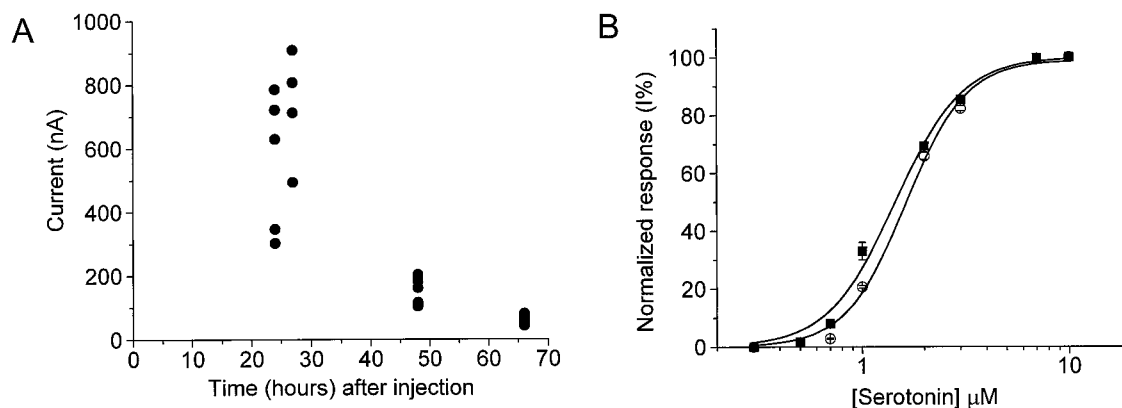 A
Current (nA)
1000
800
600
400
200
0
0 10 20 30 40 50 60 70
Time (hours) after injection
B
Normalized response (I%)
100
80
60
40
20
0
1 10
[Serotonin] μM